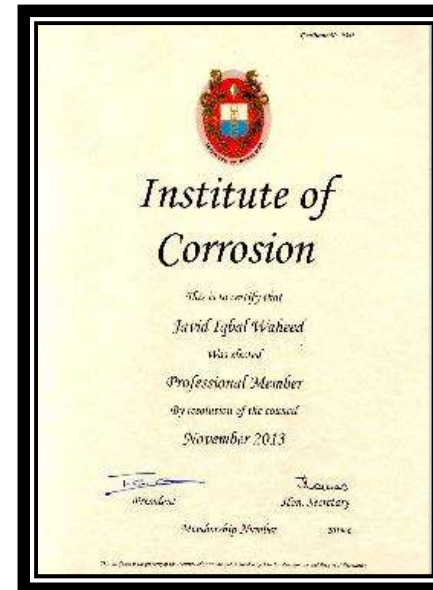 Institute of
Corrosion
This is to certify that
Javid Iqbal Waheed
Was elected
Professional Member
By resolution of the council
November 2013
President
Hon. Secretary
Membership Number